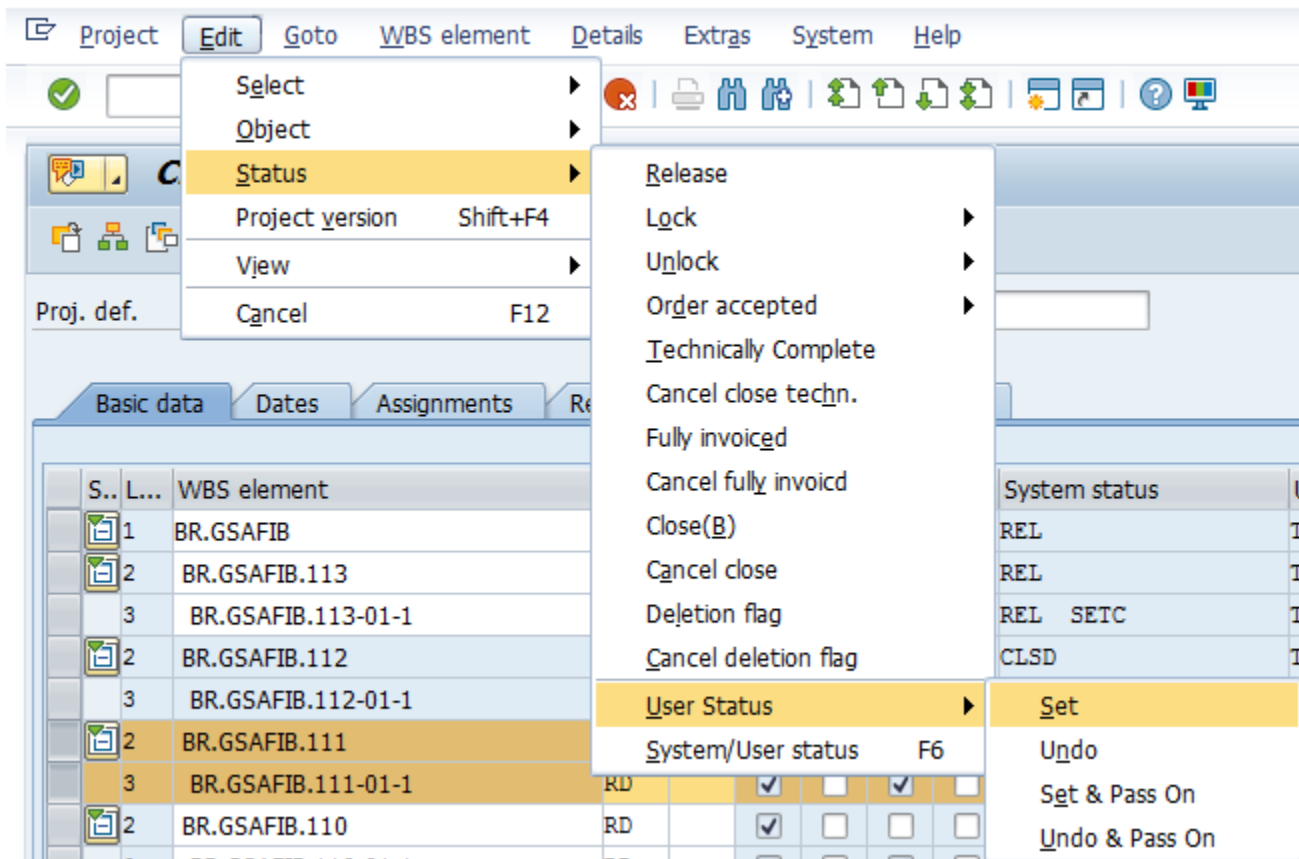 Project Edit Goto WBS element Details Extras System Help
Select
Object
Status
Project version Shift+F4
View
Cancel F12
Release
Lock
Unlock
Order accepted
Technically Complete
Cancel close techn.
Fully invoiced
Cancel fully invoicd
Close(B)
Cancel close
Deletion flag
Cancel deletion flag
User Status
System/User status F6
Set
Undo
Set & Pass On
Undo & Pass On
Proj. def.
Basic data Dates Assignments
S.. L... WBS element System status
1 BR.GSAFIB REL
2 BR.GSAFIB.113 REL
3 BR.GSAFIB.113-01-1 REL SETC
2 BR.GSAFIB.112 CLSD
3 BR.GSAFIB.112-01-1
2 BR.GSAFIB.111
3 BR.GSAFIB.111-01-1 RD
2 BR.GSAFIB.110 RD